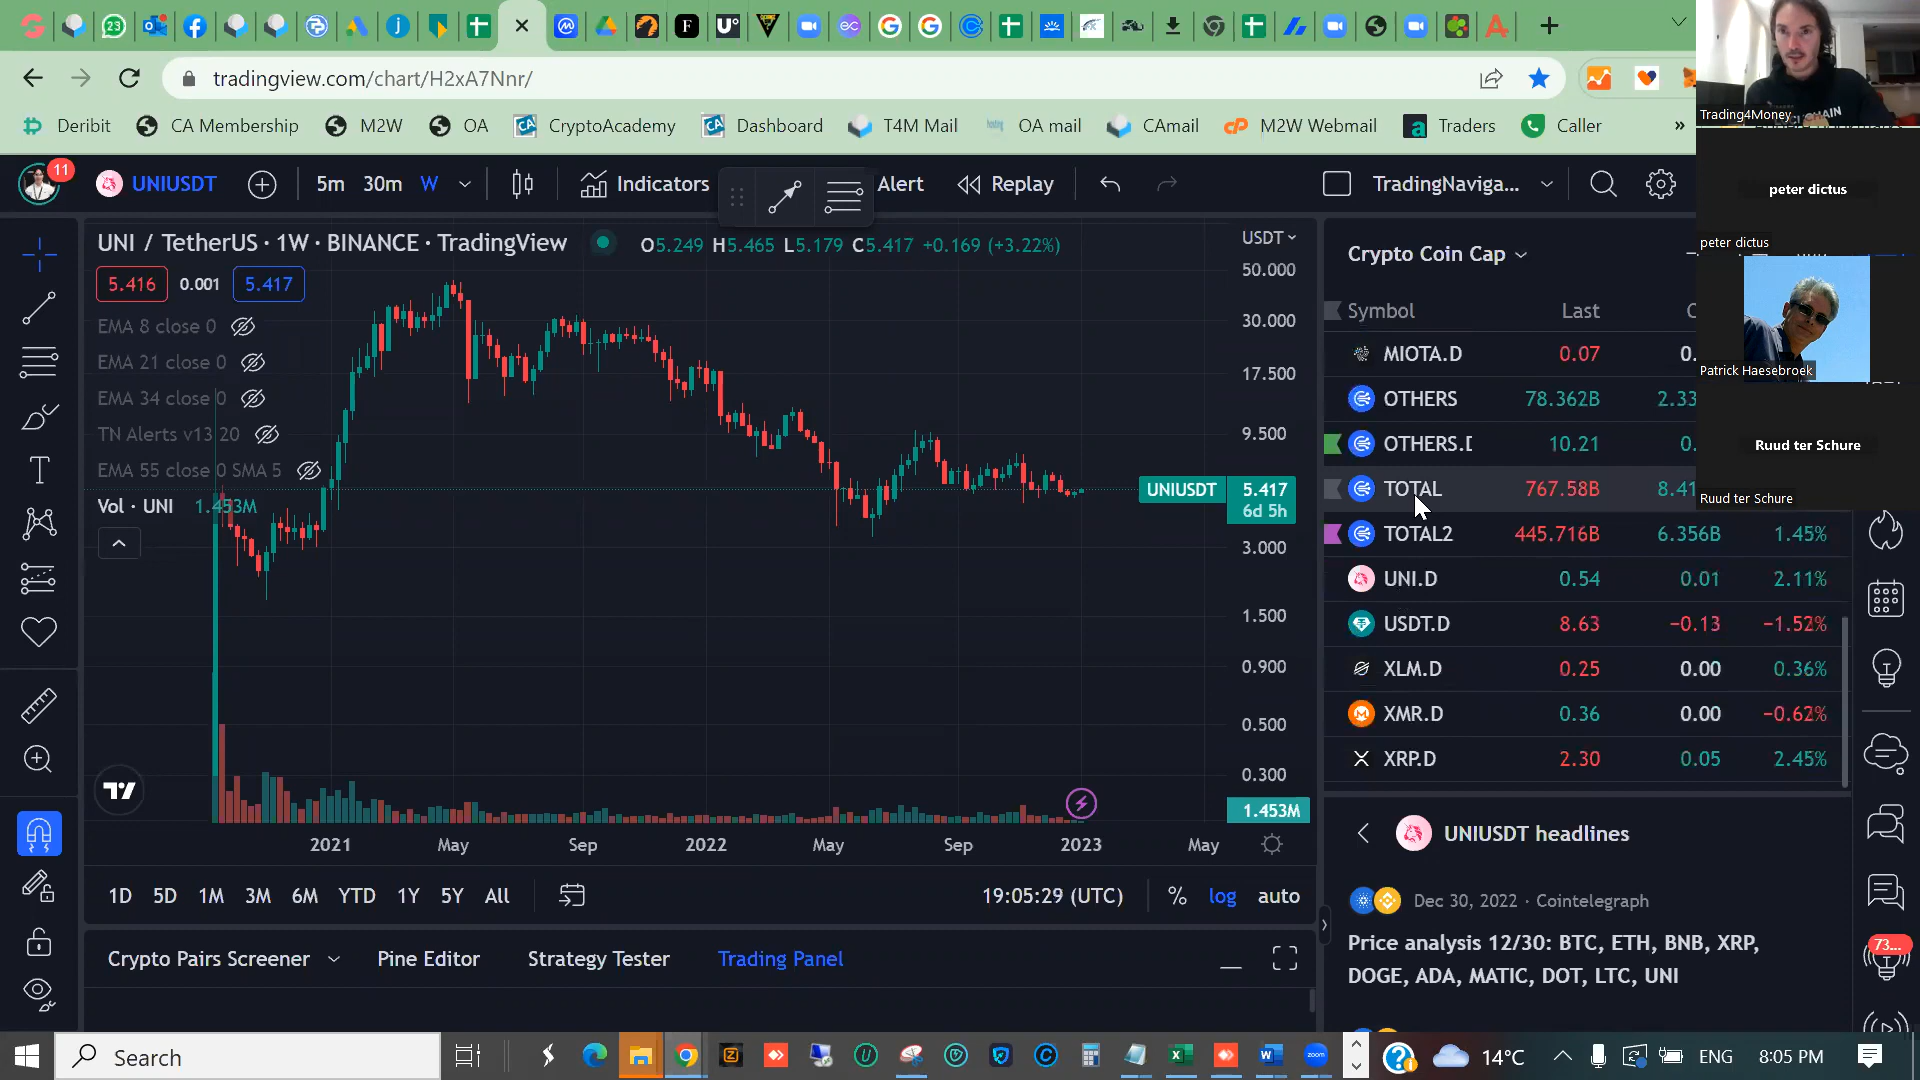 23
tradingview.com/chart/H2xA7Nnr/
Deribit
CA Membership
M2W
OA
CryptoAcademy
Dashboard
T4M Mail
OA mail
CAmail
M2W Webmail
Traders
Caller
»
Trading4Money
11
UNIUSDT
5m
30m
W
Indicators
Alert
Replay
TradingNaviga...
peter dictus
peter dictus
UNI / TetherUS · 1W · BINANCE · TradingView
O5.249 H5.465 L5.179 C5.417 +0.169 (+3.22%)
USDT
5.416
0.001
5.417
EMA 8 close 0
EMA 21 close 0
EMA 34 close 0
TN Alerts v13 20
EMA 55 close 0 SMA 5
Vol · UNI 1.453M
50.000
30.000
17.500
9.500
UNIUSDT
5.417
6d 5h
3.000
1.500
0.900
0.500
0.300
1.453M
2021
May
Sep
2022
May
Sep
2023
May
Crypto Coin Cap
Symbol
Last
C
MIOTA.D
0.07
0.
OTHERS
78.362B
2.33
OTHERS.D
10.21
0.
TOTAL
767.58B
8.41
TOTAL2
445.716B
6.356B
1.45%
UNI.D
0.54
0.01
2.11%
USDT.D
8.63
−0.13
−1.52%
XLM.D
0.25
0.00
0.36%
XMR.D
0.36
0.00
−0.62%
XRP.D
2.30
0.05
2.45%
Patrick Haesebroek
Ruud ter Schure
Ruud ter Schure
UNIUSDT headlines
Dec 30, 2022 · Cointelegraph
Price analysis 12/30: BTC, ETH, BNB, XRP,
DOGE, ADA, MATIC, DOT, LTC, UNI
73...
1D
5D
1M
3M
6M
YTD
1Y
5Y
All
19:05:29 (UTC)
%
log
auto
Crypto Pairs Screener
Pine Editor
Strategy Tester
Trading Panel
Search
zoom
14°C
ENG
8:05 PM